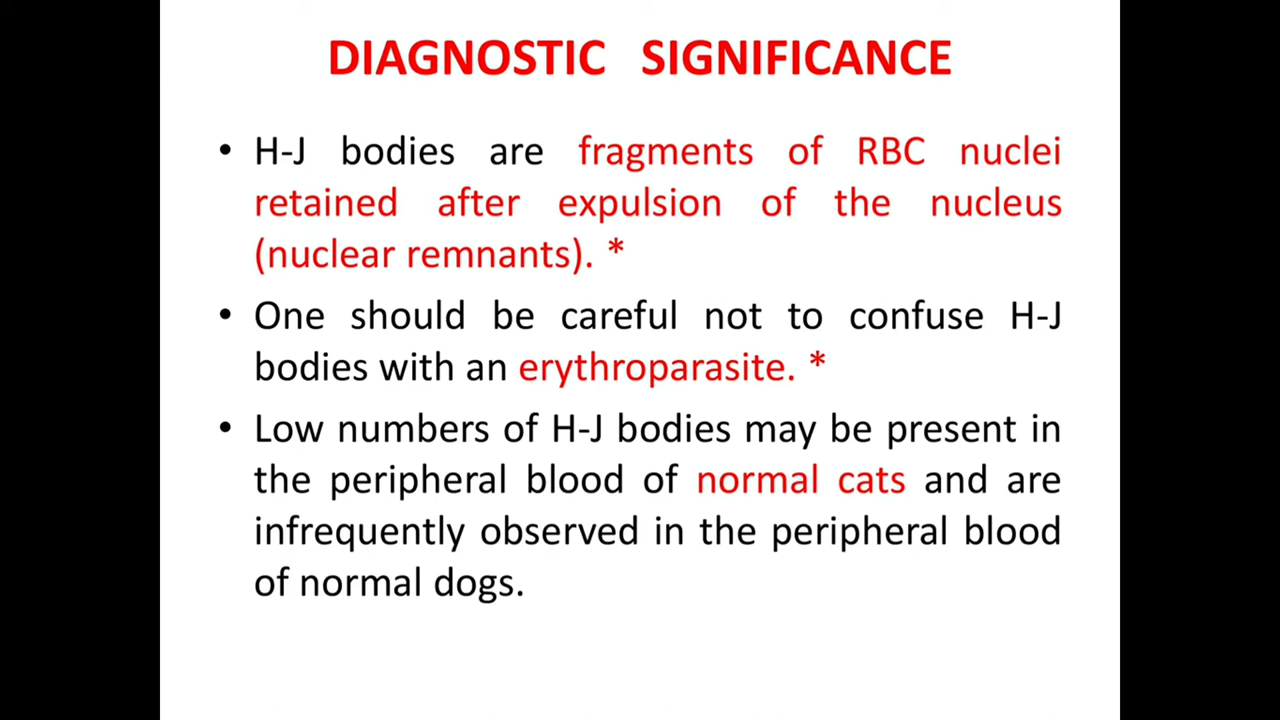 DIAGNOSTIC SIGNIFICANCE
• H-J bodies are fragments of RBC nuclei
retained after expulsion of the nucleus
(nuclear remnants). *
• One should be careful not to confuse H-J
bodies with an erythroparasite. *
• Low numbers of H-J bodies may be present in
the peripheral blood of normal cats and are
infrequently observed in the peripheral blood
of normal dogs.